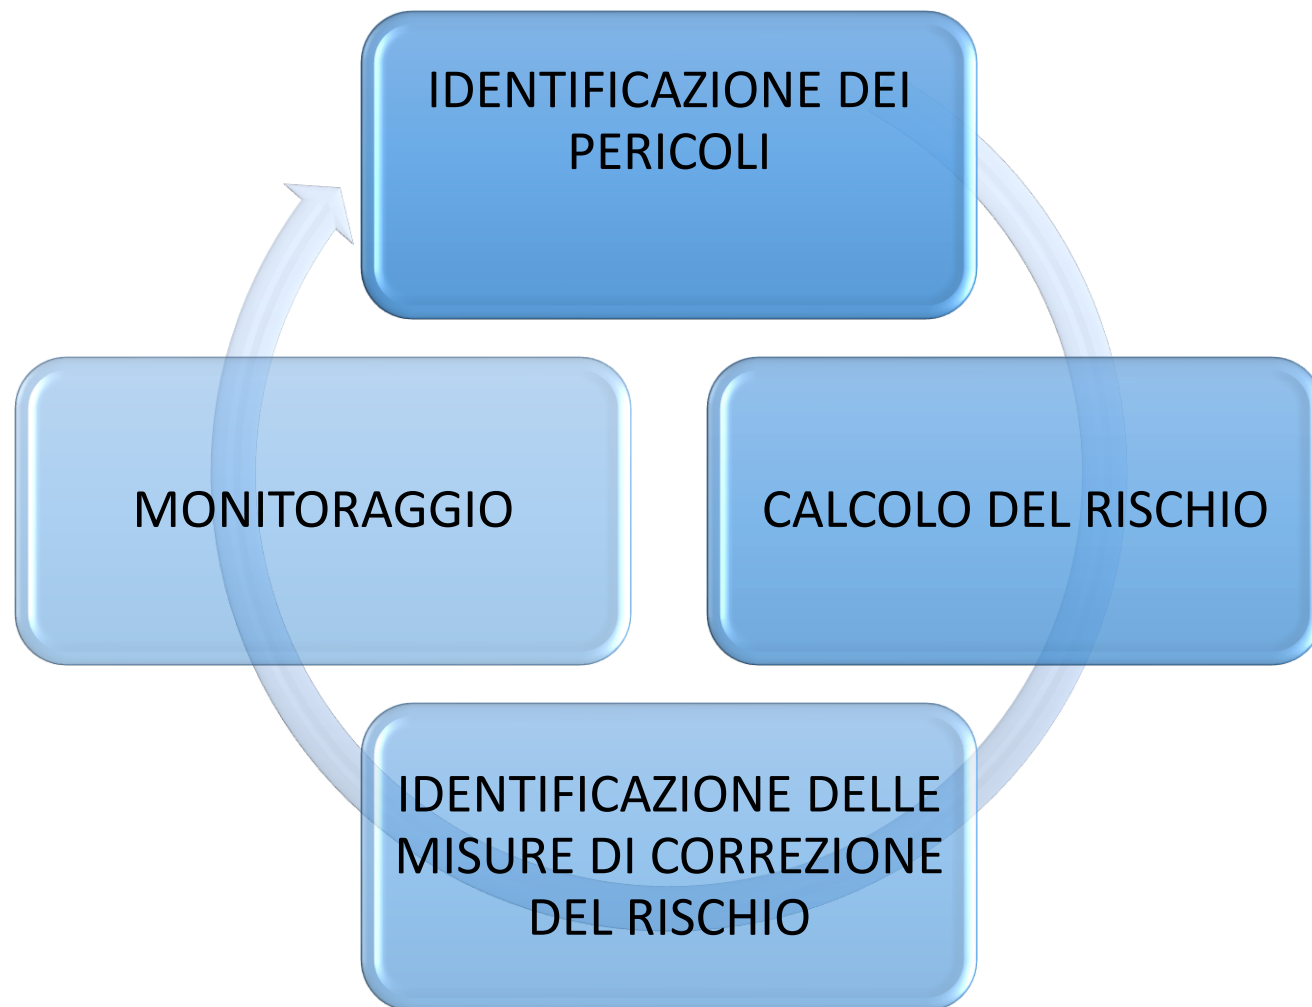 IDENTIFICAZIONE DEI
PERICOLI
CALCOLO DEL RISCHIO
IDENTIFICAZIONE DELLE
MISURE DI CORREZIONE
DEL RISCHIO
MONITORAGGIO